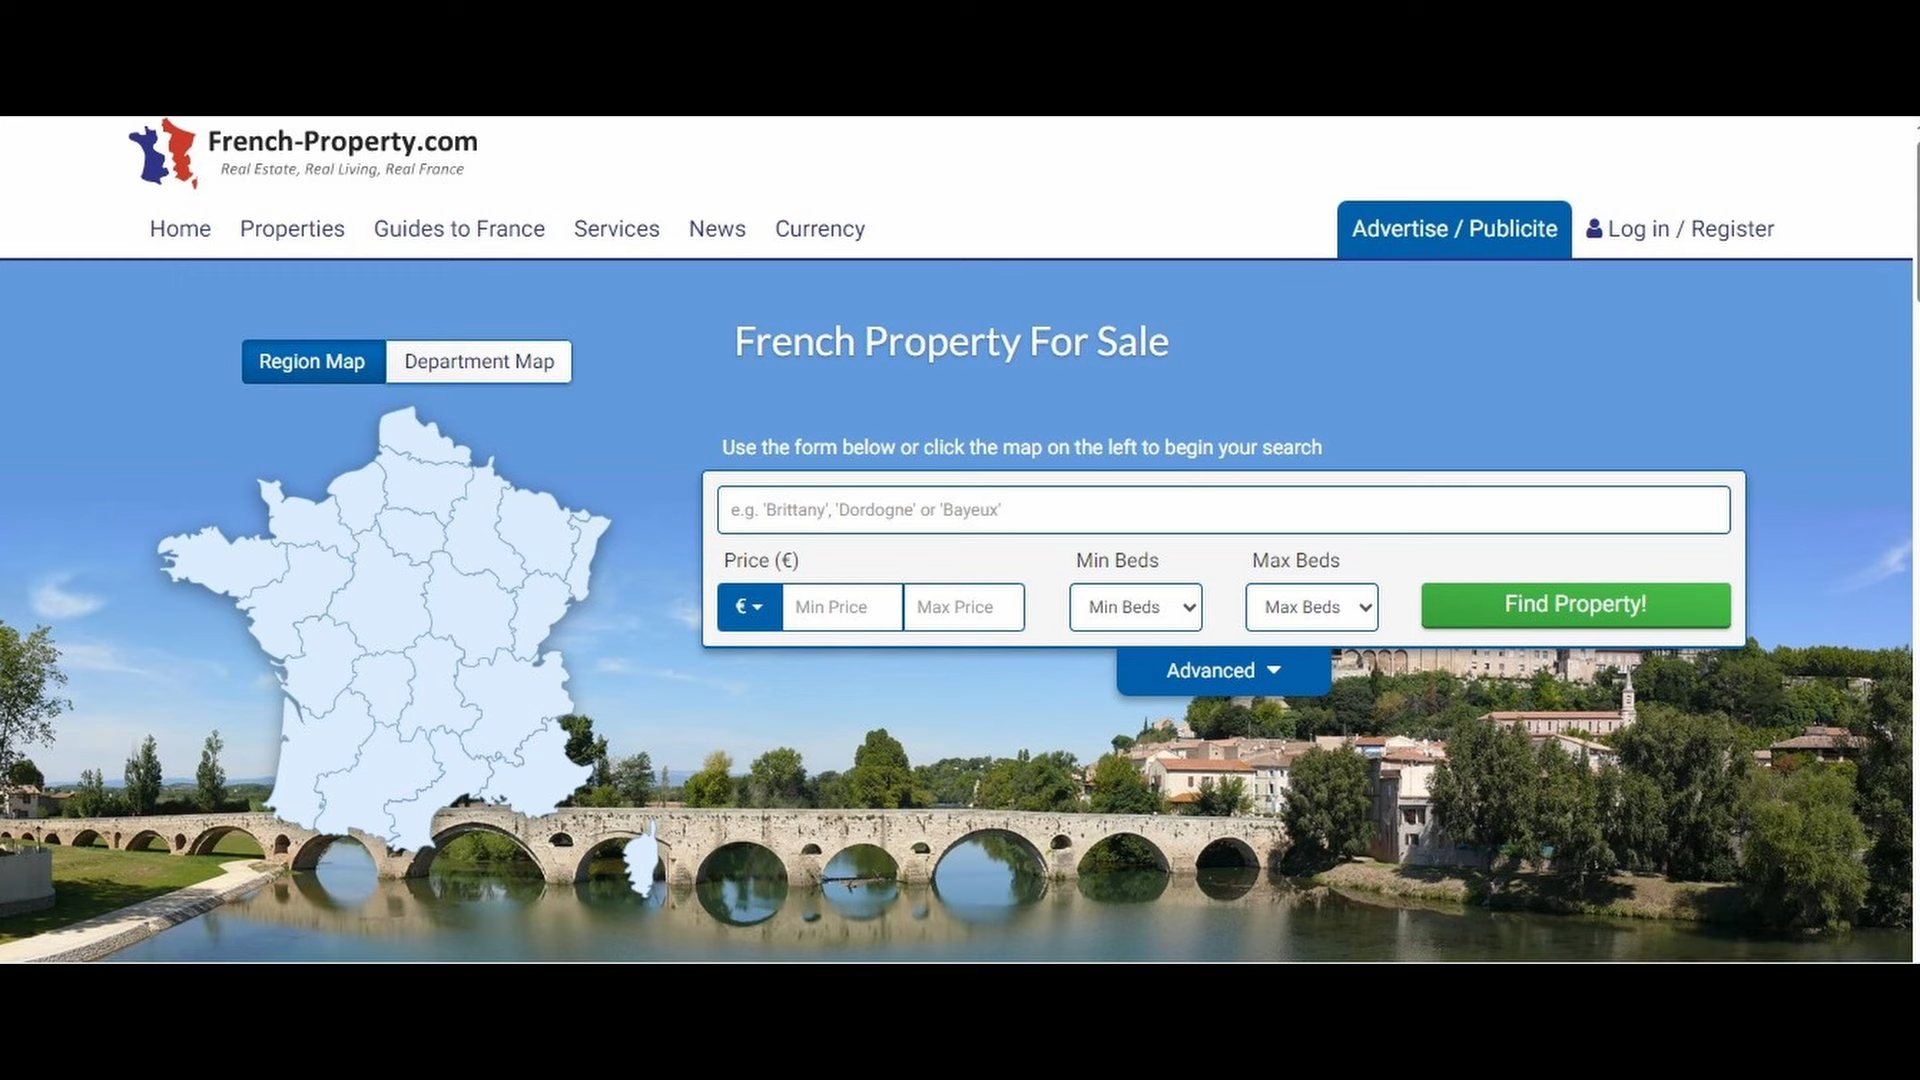 French-Property.com
Real Estate, Real Living, Real France
Home Properties Guides to France Services News Currency
Advertise / Publicite Log in / Register
Region Map Department Map
French Property For Sale
Use the form below or click the map on the left to begin your search
e.g. 'Brittany', 'Dordogne' or 'Bayeux'
Price (€) Min Beds Max Beds
€ Min Price Max Price Min Beds Max Beds Find Property!
Advanced